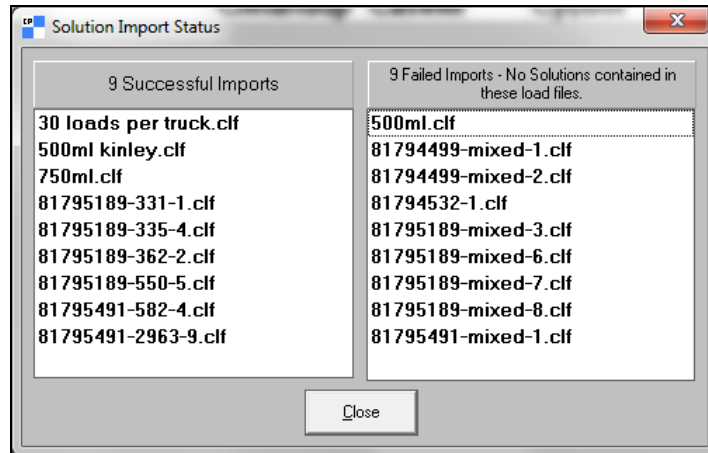 CP
Solution Import Status
9 Successful Imports
30 loads per truck.clf
500ml kinley.clf
750ml.clf
81795189-331-1.clf
81795189-335-4.clf
81795189-362-2.clf
81795189-550-5.clf
81795491-582-4.clf
81795491-2963-9.clf
9 Failed Imports - No Solutions contained in
these load files.
500ml.clf
81794499-mixed-1.clf
81794499-mixed-2.clf
81794532-1.clf
81795189-mixed-3.clf
81795189-mixed-6.clf
81795189-mixed-7.clf
81795189-mixed-8.clf
81795491-mixed-1.clf
Close